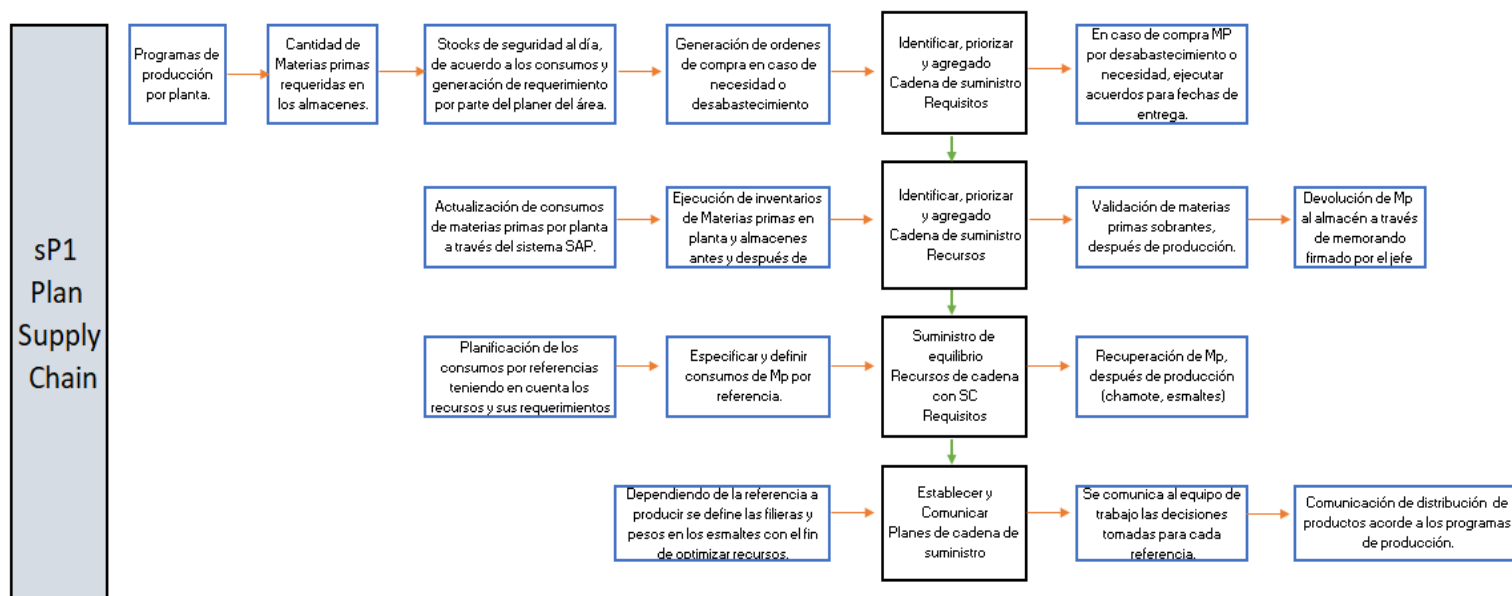 sP1
Plan
Supply
Chain
Programas de
producción
por planta.
Cantidad de
Materias primas
requeridas en
los almacenes.
Stocks de seguridad al día,
de acuerdo a los consumos y
generación de requerimiento
por parte del planer del área.
Generación de ordenes
de compra en caso de
necesidad o
desabastecimiento
Identificar, priorizar
y agregado
Cadena de suministro
Requisitos
En caso de compra MP
por desabastecimiento o
necesidad, ejecutar
acuerdos para fechas de
entrega.
Actualización de consumos
de materias primas por planta
a través del sistema SAP.
Ejecución de inventarios
de Materias primas en
planta y almacenes
antes y después de
Identificar, priorizar
y agregado
Cadena de suministro
Recursos
Validación de materias
primas sobrantes,
después de producción.
Devolución de Mp
al almacén a través
de memorando
firmado por el jefe
Planificación de los
consumos por referencias
teniendo en cuenta los
recursos y sus requerimientos
Especificar y definir
consumos de Mp por
referencia.
Suministro de
equilibrio
Recursos de cadena
con SC
Requisitos
Recuperación de Mp,
después de producción
(chamote, esmaltes)
Dependiendo de la referencia a
producir se define las filieras y
pesos en los esmaltes con el fin
de optimizar recursos.
Establecer y
Comunicar
Planes de cadena de
suministro
Se comunica al equipo de
trabajo las decisiones
tomadas para cada
referencia.
Comunicación de distribución de
productos acorde a los programas
de producción.